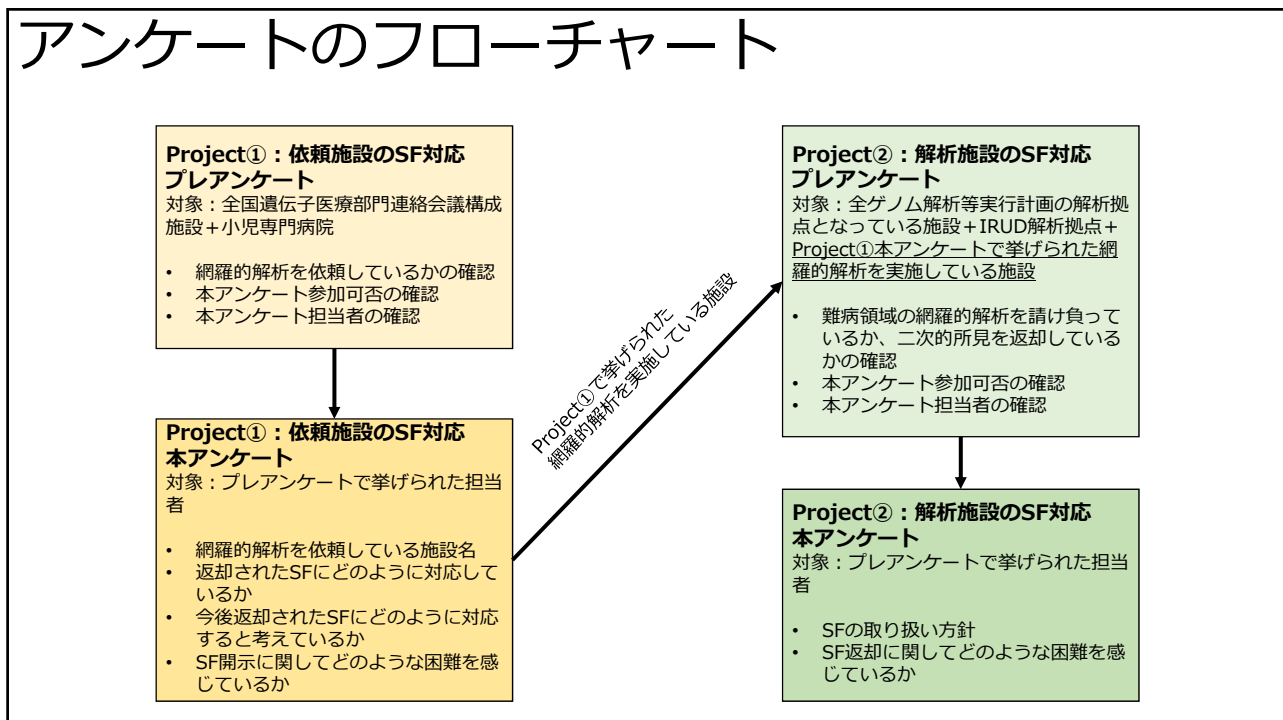 アンケートのフローチャート
Project①：依頼施設のSF対応
プレアンケート
対象：全国遺伝子医療部門連絡会議構成
施設＋小児専門病院
• 網羅的解析を依頼しているかの確認
• 本アンケート参加可否の確認
• 本アンケート担当者の確認
Project①：依頼施設のSF対応
本アンケート
対象：プレアンケートで挙げられた担当
者
• 網羅的解析を依頼している施設名
• 返却されたSFにどのように対応して
いるか
• 今後返却されたSFにどのように対応
すると考えているか
• SF開示に関してどのような困難を感
じているか
Project①で挙げられた
網羅的解析を実施している施設
Project②：解析施設のSF対応
プレアンケート
対象：全ゲノム解析等実行計画の解析拠
点となっている施設＋IRUD解析拠点＋
Project①本アンケートで挙げられた網
羅的解析を実施している施設
• 難病領域の網羅的解析を請け負って
いるか、二次的所見を返却している
かの確認
• 本アンケート参加可否の確認
• 本アンケート担当者の確認
Project②：解析施設のSF対応
本アンケート
対象：プレアンケートで挙げられた担当
者
• SFの取り扱い方針
• SF返却に関してどのような困難を感
じているか